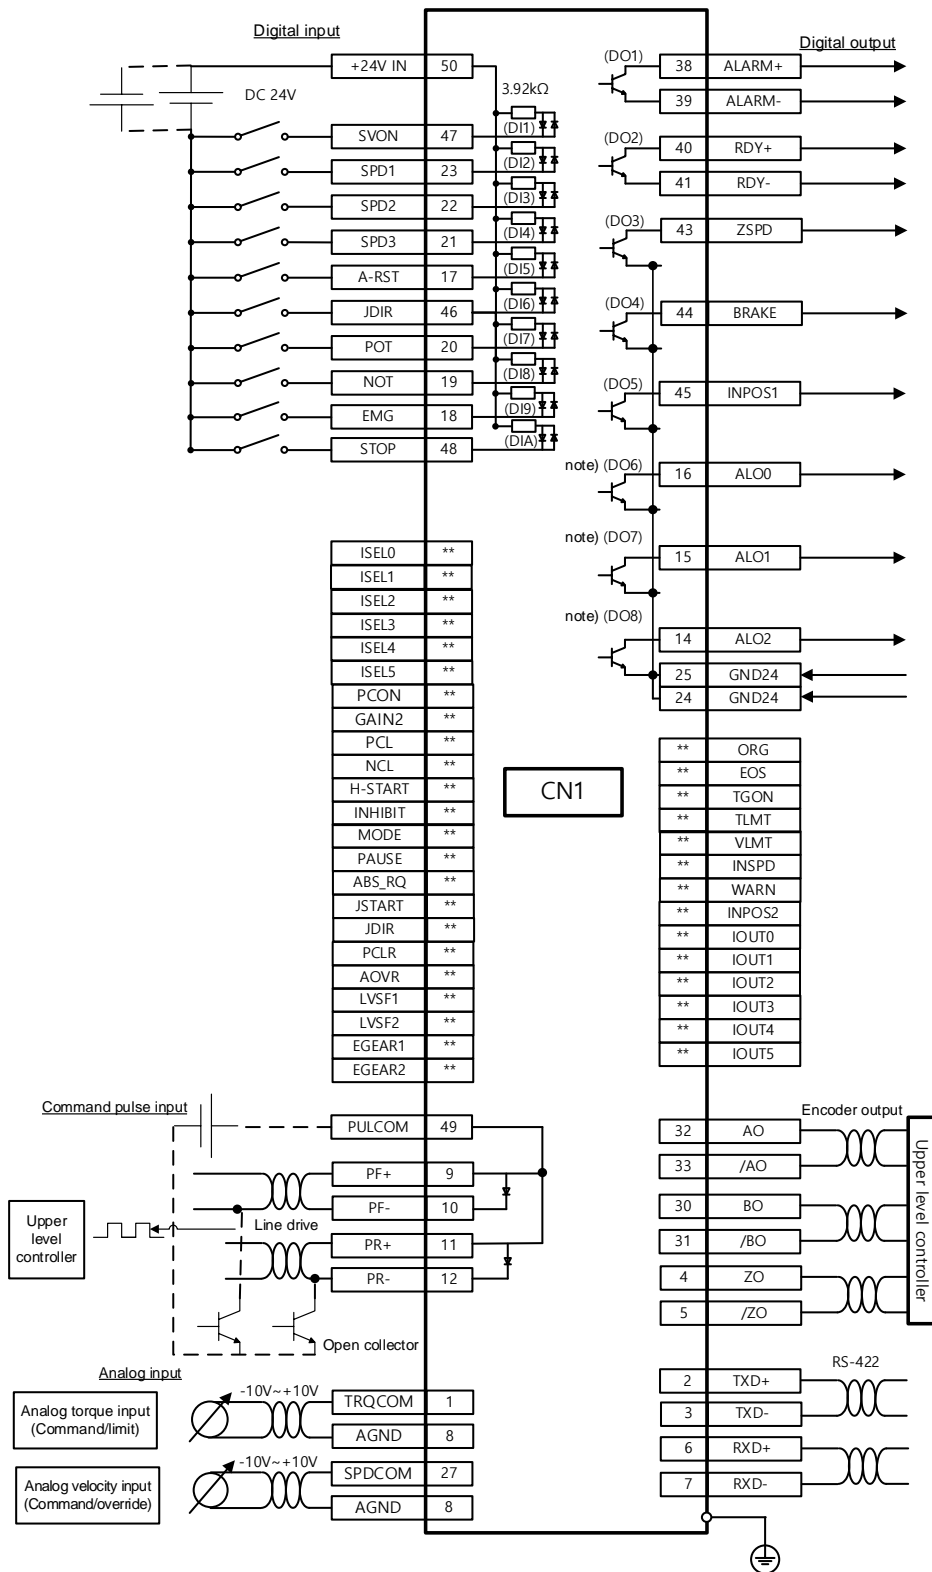 Digital input
Digital output
+24V IN 50
DC 24V
3.92kΩ
SVON 47 (DI1)
SPD1 23 (DI2)
SPD2 22 (DI3)
SPD3 21 (DI4)
A-RST 17 (DI5)
JDIR 46 (DI6)
POT 20 (DI7)
NOT 19 (DI8)
EMG 18 (DI9)
STOP 48 (DIA)
(DO1) 38 ALARM+
39 ALARM-
(DO2) 40 RDY+
41 RDY-
(DO3) 43 ZSPD
(DO4) 44 BRAKE
(DO5) 45 INPOS1
note) (DO6) 16 ALO0
note) (DO7) 15 ALO1
note) (DO8) 14 ALO2
25 GND24
24 GND24
ISEL0 **
ISEL1 **
ISEL2 **
ISEL3 **
ISEL4 **
ISEL5 **
PCON **
GAIN2 **
PCL **
NCL **
H-START **
INHIBIT **
MODE **
PAUSE **
ABS_RQ **
JSTART **
JDIR **
PCLR **
AOVR **
LVSF1 **
LVSF2 **
EGEAR1 **
EGEAR2 **
CN1
** ORG
** EOS
** TGON
** TLMT
** VLMT
** INSPD
** WARN
** INPOS2
** IOUT0
** IOUT1
** IOUT2
** IOUT3
** IOUT4
** IOUT5
Command pulse input
PULCOM 49
PF+ 9
PF- 10
Line drive
PR+ 11
PR- 12
Upper
level
controller
Open collector
Encoder output
32 AO
33 /AO
30 BO
31 /BO
4 ZO
5 /ZO
Upper level controller
Analog input
Analog torque input
(Command/limit)
-10V~+10V
TRQCOM 1
AGND 8
Analog velocity input
(Command/override)
-10V~+10V
SPDCOM 27
AGND 8
RS-422
2 TXD+
3 TXD-
6 RXD+
7 RXD-